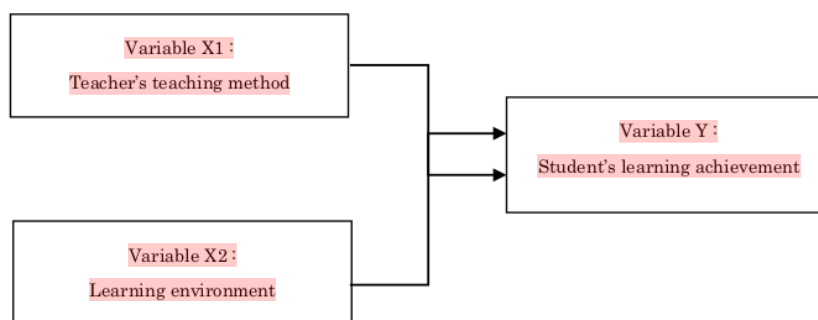 Variable X1 :
Teacher's teaching method
Variable Y :
Student's learning achievement
Variable X2 :
Learning environment